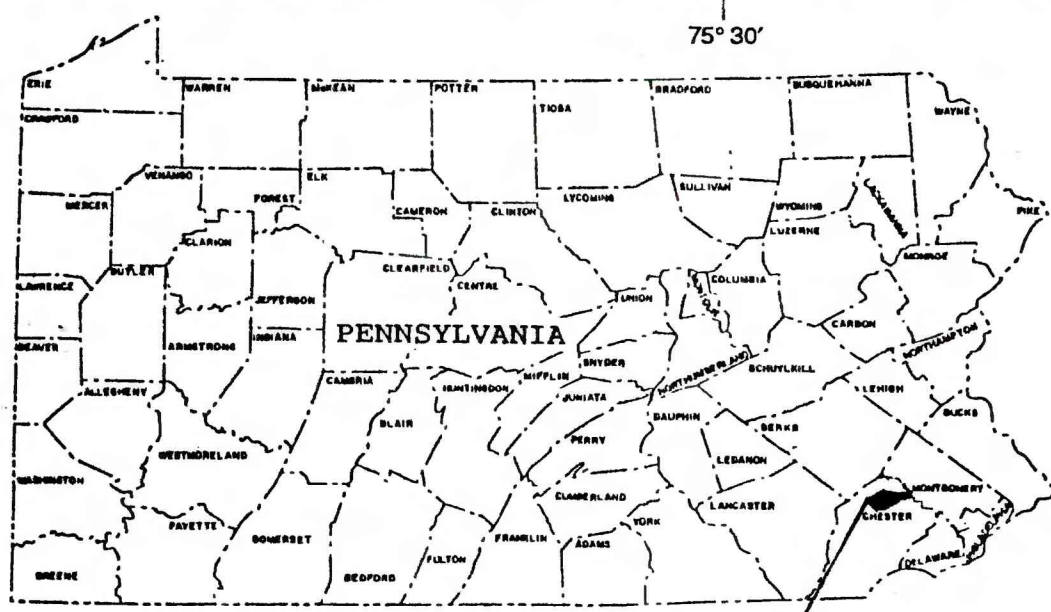 75° 30′
ERIE
WARREN
McKEAN
POTTER
TIOGA
BRADFORD
SUSQUEHANNA
WAYNE
CRAWFORD
VENANGO
FOREST
ELK
CAMERON
CLINTON
LYCOMING
SULLIVAN
WYOMING
LACKAWANNA
PIKE
MERCER
CLARION
LUZERNE
MONROE
LAWRENCE
BUTLER
JEFFERSON
CLEARFIELD
CENTRE
UNION
MONTOUR
COLUMBIA
CARBON
NORTHAMPTON
BEAVER
ARMSTRONG
INDIANA
PENNSYLVANIA
SNYDER
NORTHUMBERLAND
SCHUYLKILL
ALLEGHENY
CAMBRIA
HUNTINGDON
MIFFLIN
JUNIATA
LEHIGH
BLAIR
PERRY
DAUPHIN
BERKS
BUCKS
WASHINGTON
WESTMORELAND
LEBANON
CUMBERLAND
LANCASTER
MONTGOMERY
CHESTER
PHILADELPHIA
FAYETTE
SOMERSET
FRANKLIN
ADAMS
YORK
DELAWARE
GREENE
BEDFORD
FULTON